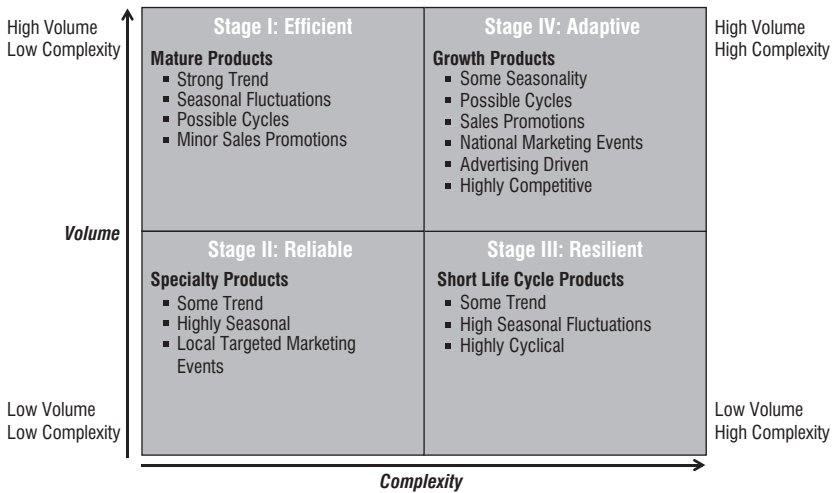 High Volume
Low Complexity
Stage I: Efficient
Mature Products
▪ Strong Trend
▪ Seasonal Fluctuations
▪ Possible Cycles
▪ Minor Sales Promotions
Stage IV: Adaptive
Growth Products
▪ Some Seasonality
▪ Possible Cycles
▪ Sales Promotions
▪ National Marketing Events
▪ Advertising Driven
▪ Highly Competitive
High Volume
High Complexity
Volume
Stage II: Reliable
Specialty Products
▪ Some Trend
▪ Highly Seasonal
▪ Local Targeted Marketing
Events
Stage III: Resilient
Short Life Cycle Products
▪ Some Trend
▪ High Seasonal Fluctuations
▪ Highly Cyclical
Low Volume
Low Complexity
Low Volume
High Complexity
Complexity